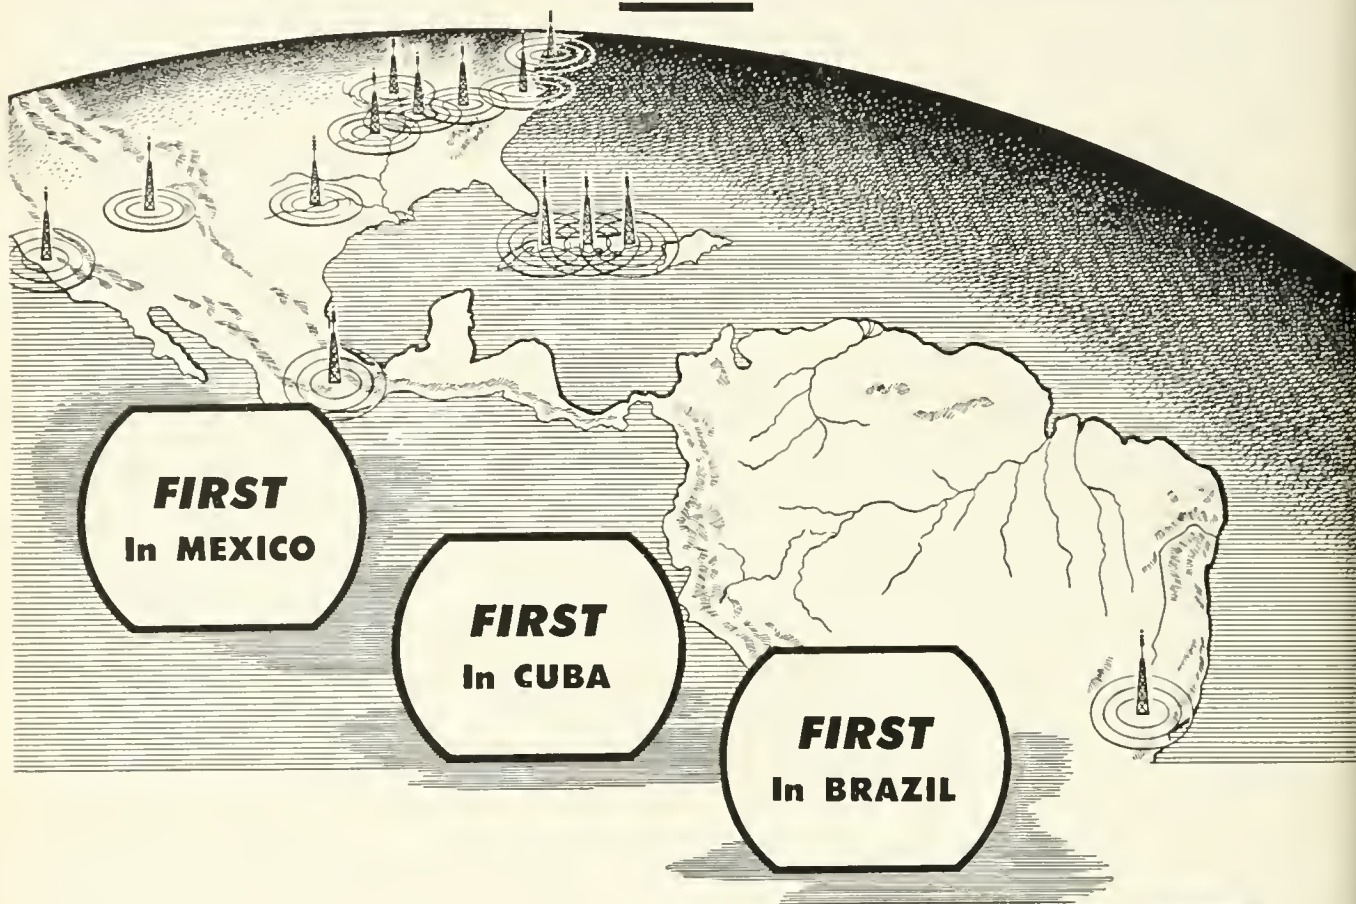 FIRST
In MEXICO
FIRST
In CUBA
FIRST
In BRAZIL